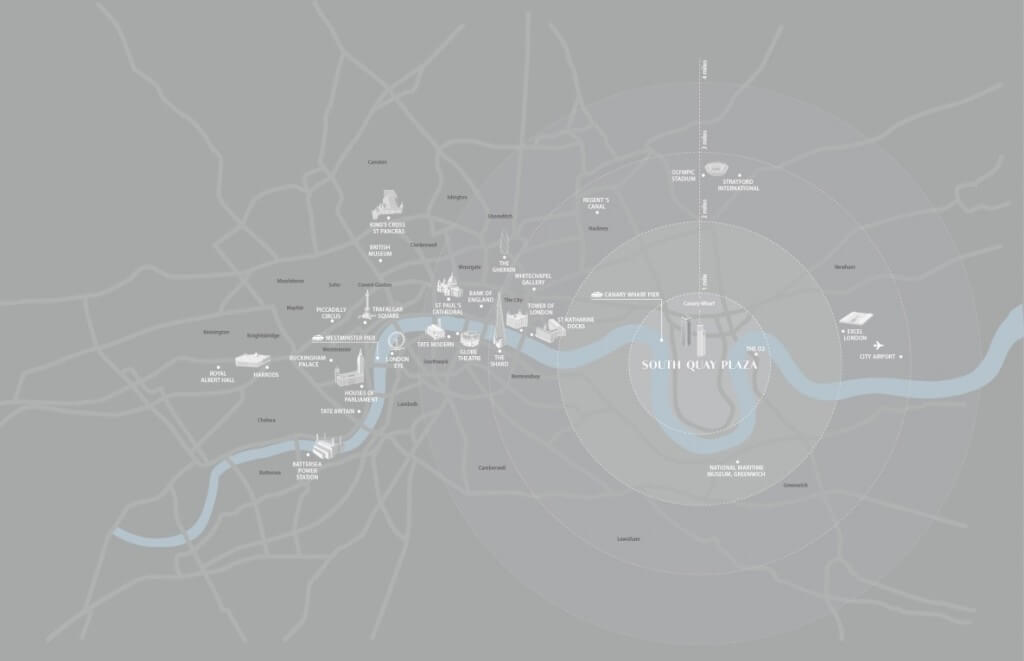 4 miles
3 miles
2 miles
1 mile
Camden
OLYMPIC
STADIUM
STRATFORD
INTERNATIONAL
Islington
REGENT'S
CANAL
Shoreditch
Hackney
KING'S CROSS
ST PANCRAS
Clerkenwell
BRITISH
MUSEUM
THE
GHERKIN
Moorgate
Newham
WHITECHAPEL
GALLERY
Marylebone
Soho
Covent Garden
ST PAUL'S
CATHEDRAL
BANK OF
ENGLAND
The City
CANARY WHARF PIER
Canary Wharf
Mayfair
PICCADILLY
CIRCUS
TRAFALGAR
SQUARE
TOWER OF
LONDON
ST KATHARINE
DOCKS
Kensington
Knightsbridge
WESTMINSTER PIER
Westminster
TATE MODERN
GLOBE
THEATRE
THE
SHARD
EXCEL
LONDON
CITY AIRPORT
THE O2
BUCKINGHAM
PALACE
LONDON
EYE
Southwark
SOUTH QUAY PLAZA
ROYAL
ALBERT HALL
HARRODS
Bermondsey
HOUSES OF
PARLIAMENT
Lambeth
TATE BRITAIN
Chelsea
BATTERSEA
POWER
STATION
Battersea
Camberwell
NATIONAL MARITIME
MUSEUM, GREENWICH
Greenwich
Lewisham